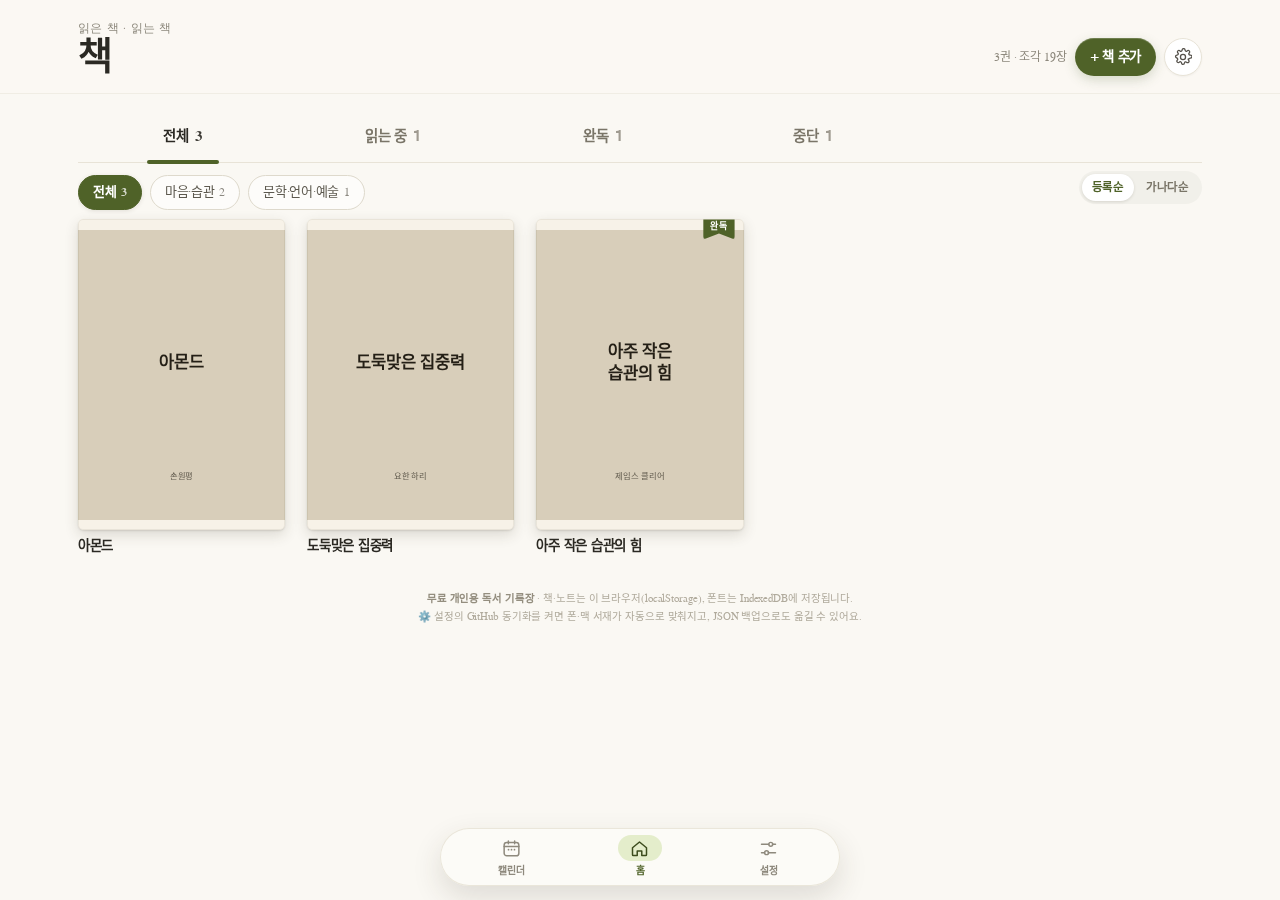 읽은 책 · 읽는 책
책
3권 · 조각 19장
+ 책 추가
전체 3
읽는 중 1
완독 1
중단 1
전체 3
마음·습관 2
문학·언어·예술 1
등록순
가나다순
아몬드
손원평
도둑맞은 집중력
요한 하리
완독
아주 작은
습관의 힘
제임스 클리어
아몬드
도둑맞은 집중력
아주 작은 습관의 힘
무료 개인용 독서 기록장 · 책·노트는 이 브라우저(localStorage), 폰트는 IndexedDB에 저장됩니다.
⚙️ 설정의 GitHub 동기화를 켜면 폰·맥 서재가 자동으로 맞춰지고, JSON 백업으로도 옮길 수 있어요.
캘린더
홈
설정